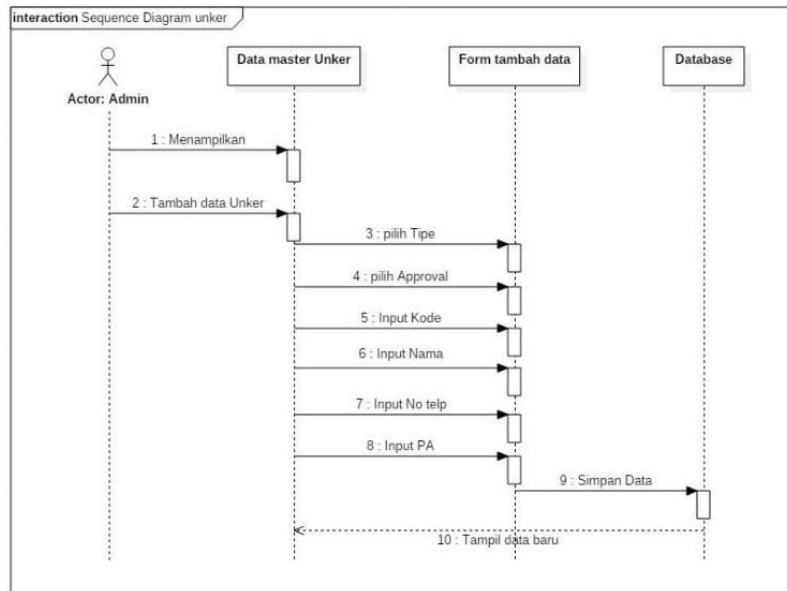 interaction Sequence Diagram unker
Data master Unker
Form tambah data
Database
Actor: Admin
1 : Menampilkan
2 : Tambah data Unker
3 : pilih Tipe
4 : pilih Approval
5 : Input Kode
6 : Input Nama
7 : Input No telp
8 : Input PA
9 : Simpan Data
10 : Tampil data baru